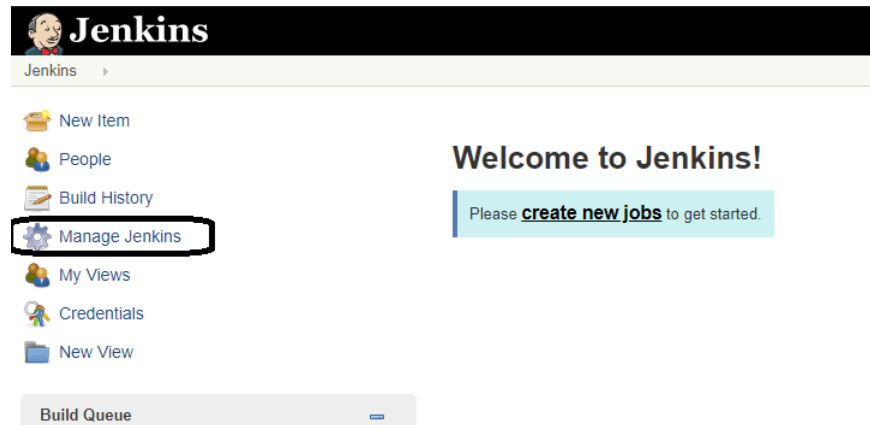 Jenkins
Jenkins
New Item
People
Build History
Manage Jenkins
My Views
Credentials
New View
Build Queue
Welcome to Jenkins!
Please create new jobs to get started.